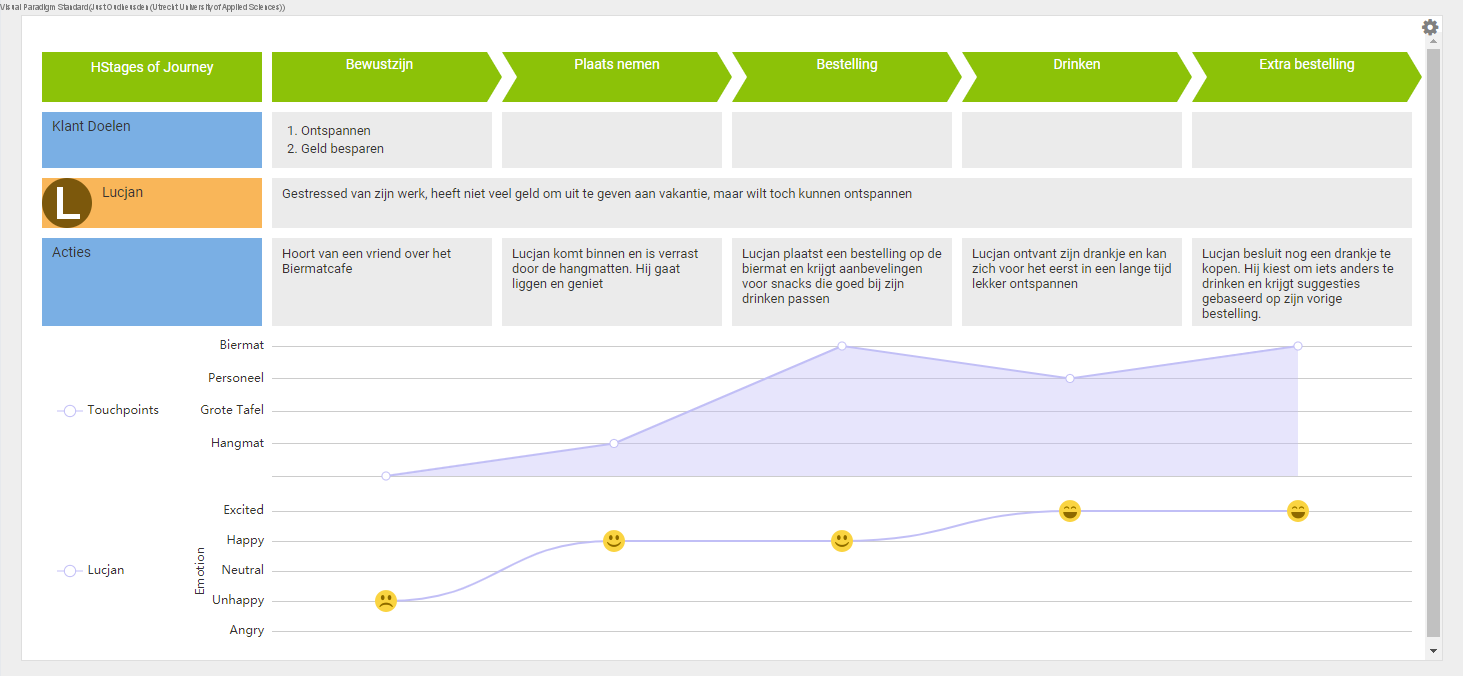 Visual Paradigm Standard(Just Oudheusden(Utrecht University of Applied Sciences))
HStages of Journey
Bewustzijn
Plaats nemen
Bestelling
Drinken
Extra bestelling
Klant Doelen
1. Ontspannen
2. Geld besparen
L
Lucjan
Gestressed van zijn werk, heeft niet veel geld om uit te geven aan vakantie, maar wilt toch kunnen ontspannen
Acties
Hoort van een vriend over het
Biermatcafe
Lucjan komt binnen en is verrast
door de hangmatten. Hij gaat
liggen en geniet
Lucjan plaatst een bestelling op de
biermat en krijgt aanbevelingen
voor snacks die goed bij zijn
drinken passen
Lucjan ontvant zijn drankje en kan
zich voor het eerst in een lange tijd
lekker ontspannen
Lucjan besluit nog een drankje te
kopen. Hij kiest om iets anders te
drinken en krijgt suggesties
gebaseerd op zijn vorige
bestelling.
Touchpoints
Biermat
Personeel
Grote Tafel
Hangmat
Lucjan
Emotion
Excited
Happy
Neutral
Unhappy
Angry